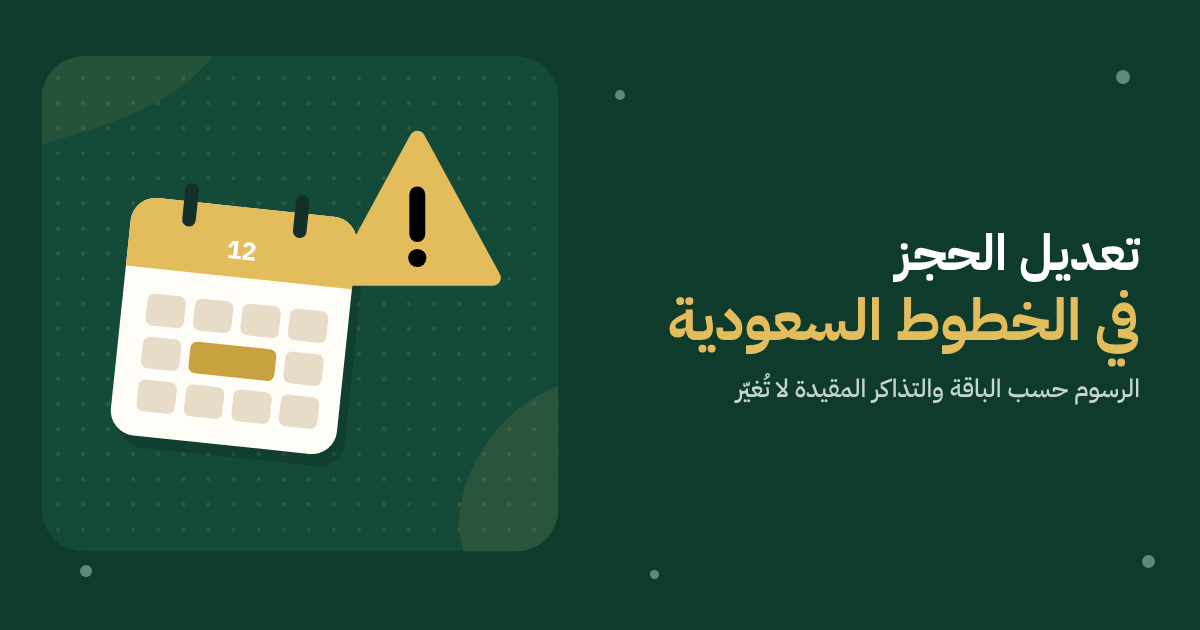 تعديل الحجز
في الخطوط السعودية
الرسوم حسب الباقة والتذاكر المقيدة لا تُغيّر
12